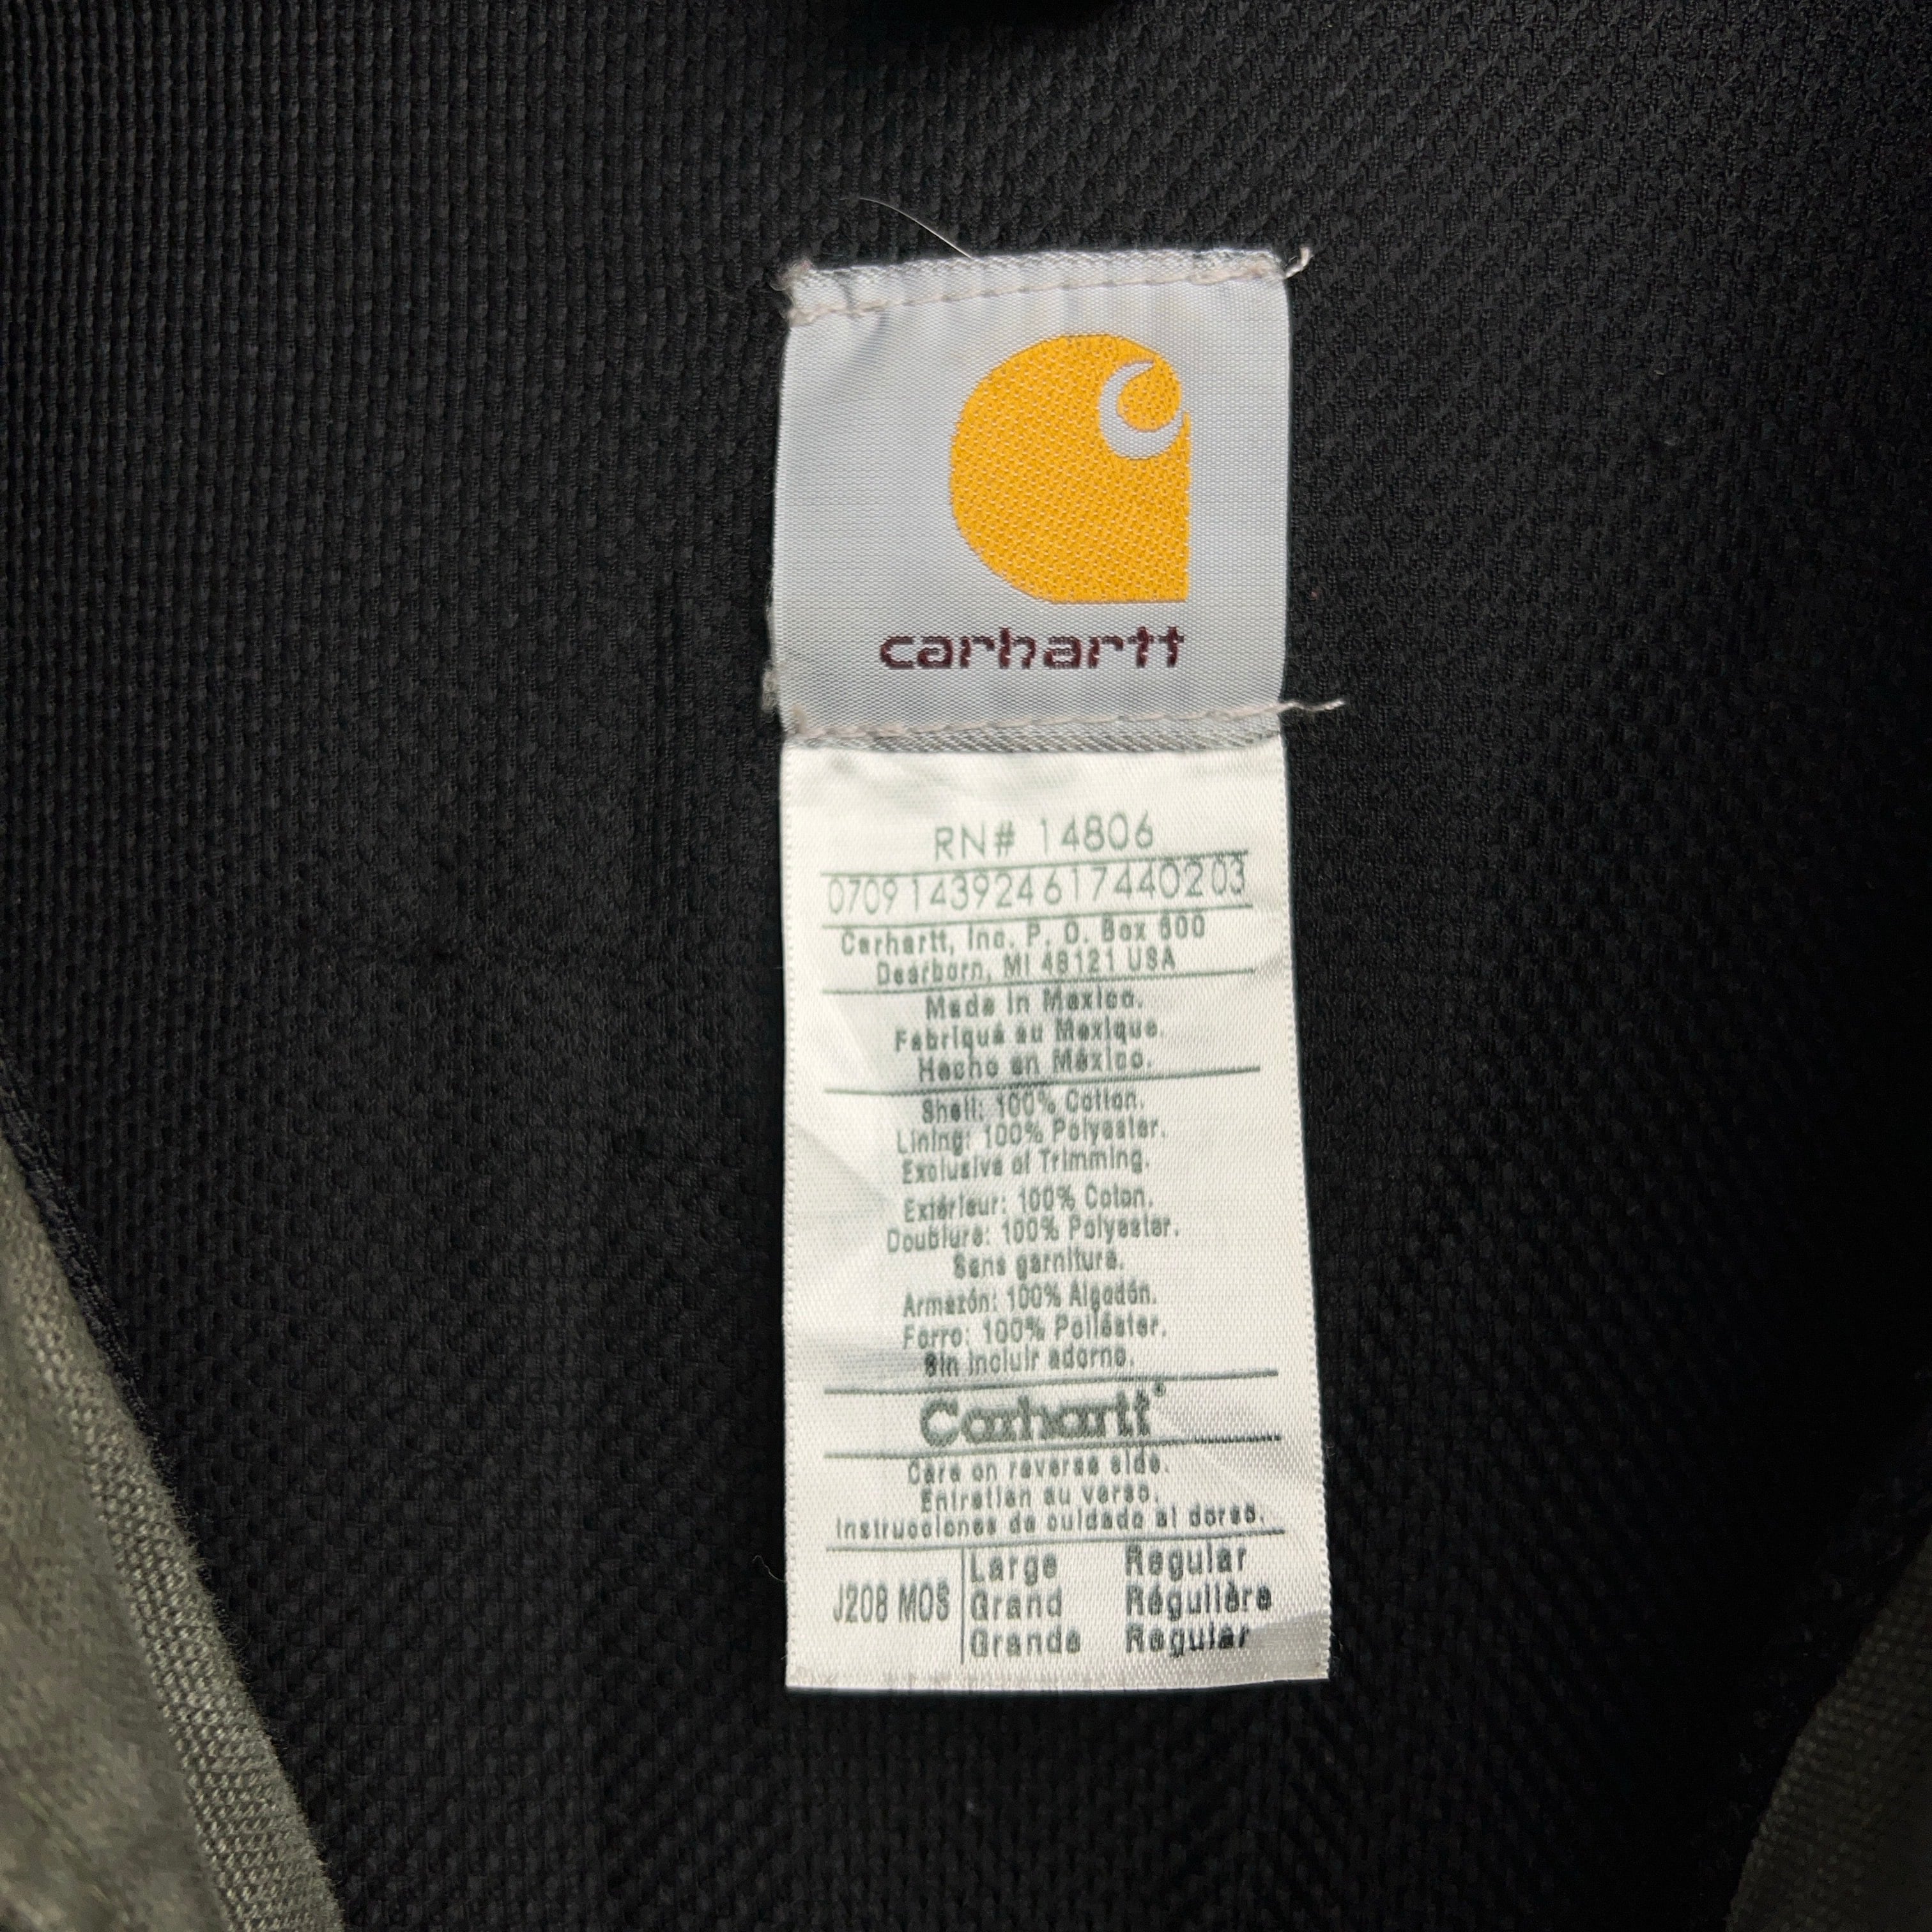 carhartt
RN# 14806
0709143924617440203
Carhartt, Inc. P. O. Box 600
Dearborn, MI 48121 USA
Made in Mexico.
Fabriqué au Mexique.
Hecho en México.
Shell: 100% Cotton.
Lining: 100% Polyester.
Exclusive of Trimming.
Extérieur: 100% Coton.
Doublure: 100% Polyester.
Sans garniture.
Armazón: 100% Algodón.
Forro: 100% Poliéster.
Sin incluir adorno.
Carhartt®
Care on reverse side.
Entretien au verso.
Instrucciones de cuidado al dorso.
J208 MOS
Large Regular
Grand Régulière
Grande Regular